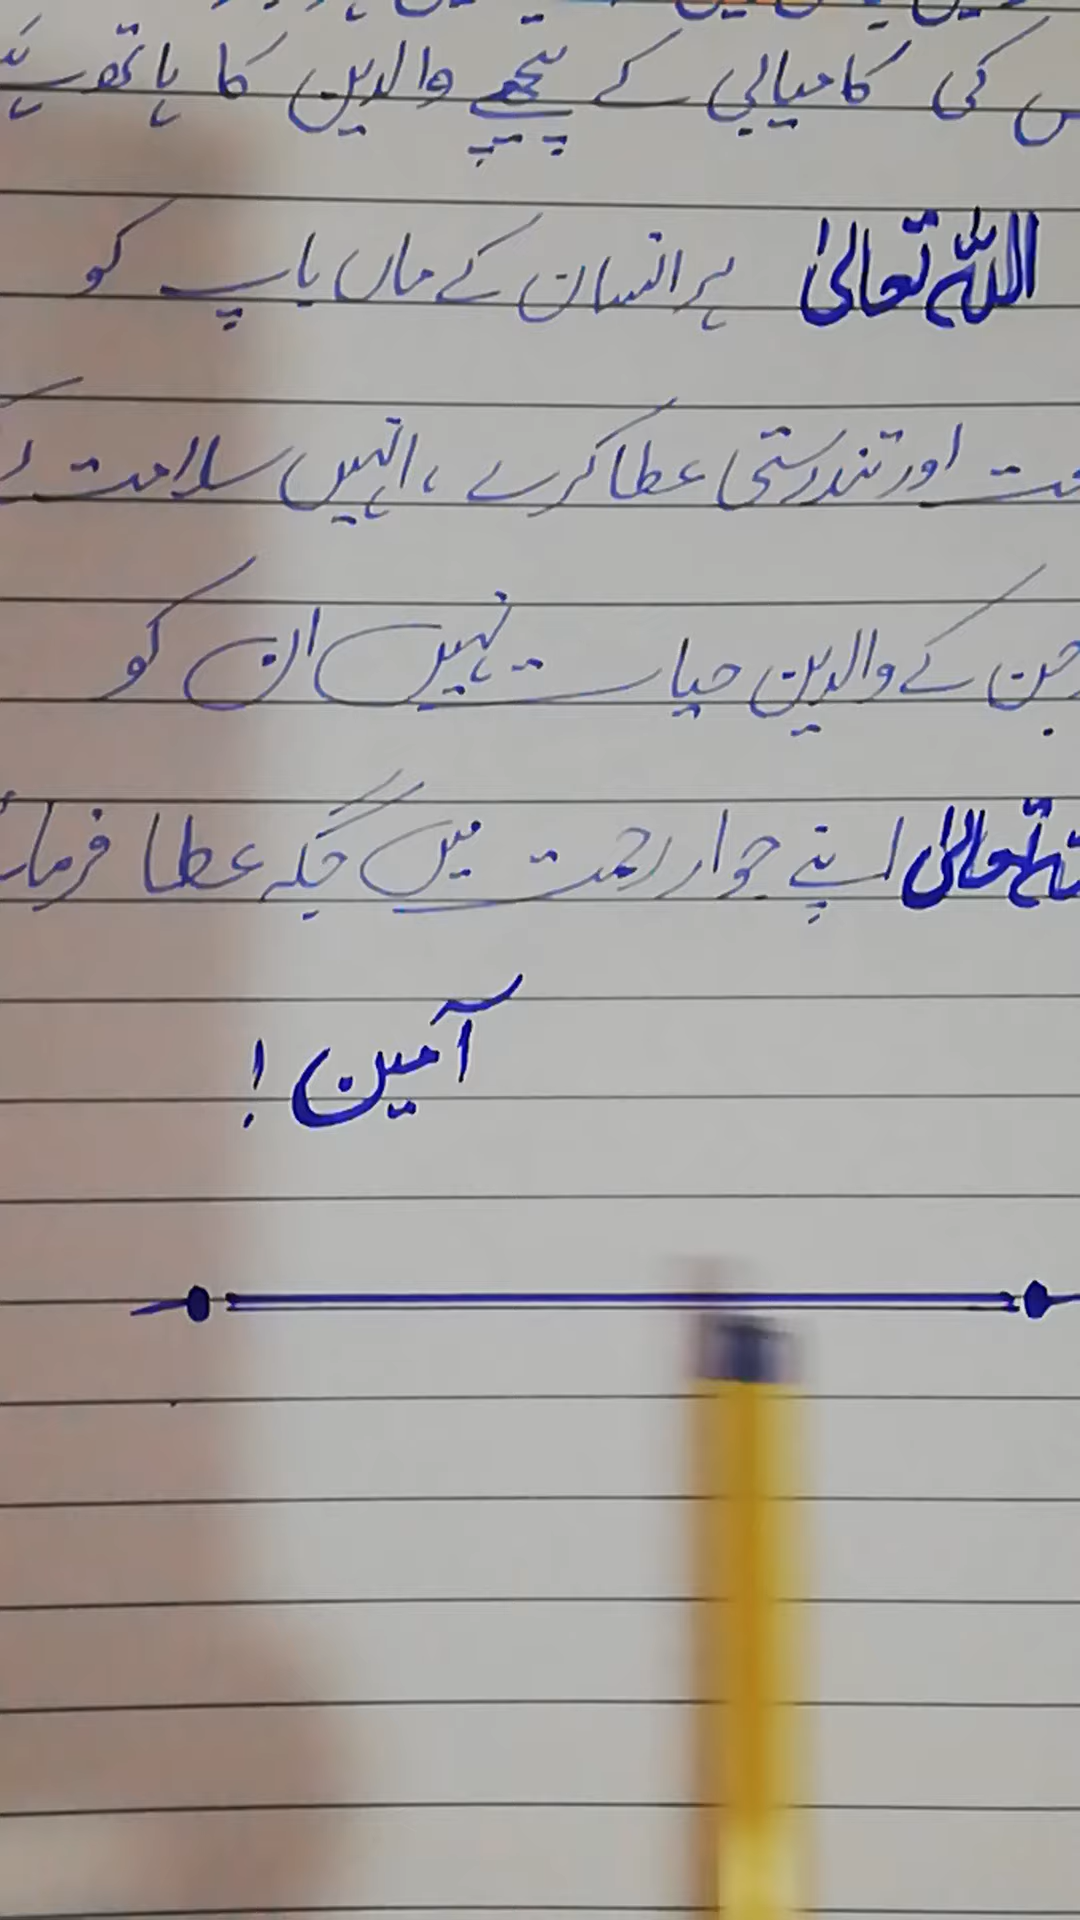 کی کامیابی کے پیچھے والدین کا ہاتھ
اللہ تعالیٰ ہر انسان کے ماں باپ کو
اور تندرستی عطا کرے ، انہیں سلامت
جن کے والدین حیات نہیں ان کو
تعالیٰ اپنے جوار رحمت میں جگہ عطا فرمائے
آمین !